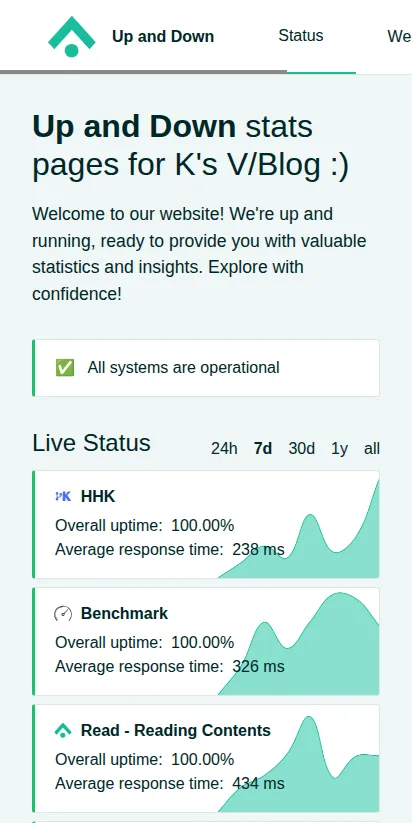 Up and Down Status We
Up and Down stats
pages for K's V/Blog :)
Welcome to our website! We're up and
running, ready to provide you with valuable
statistics and insights. Explore with
confidence!
✅ All systems are operational
Live Status 24h 7d 30d 1y all
HHK
Overall uptime: 100.00%
Average response time: 238 ms
Benchmark
Overall uptime: 100.00%
Average response time: 326 ms
Read - Reading Contents
Overall uptime: 100.00%
Average response time: 434 ms